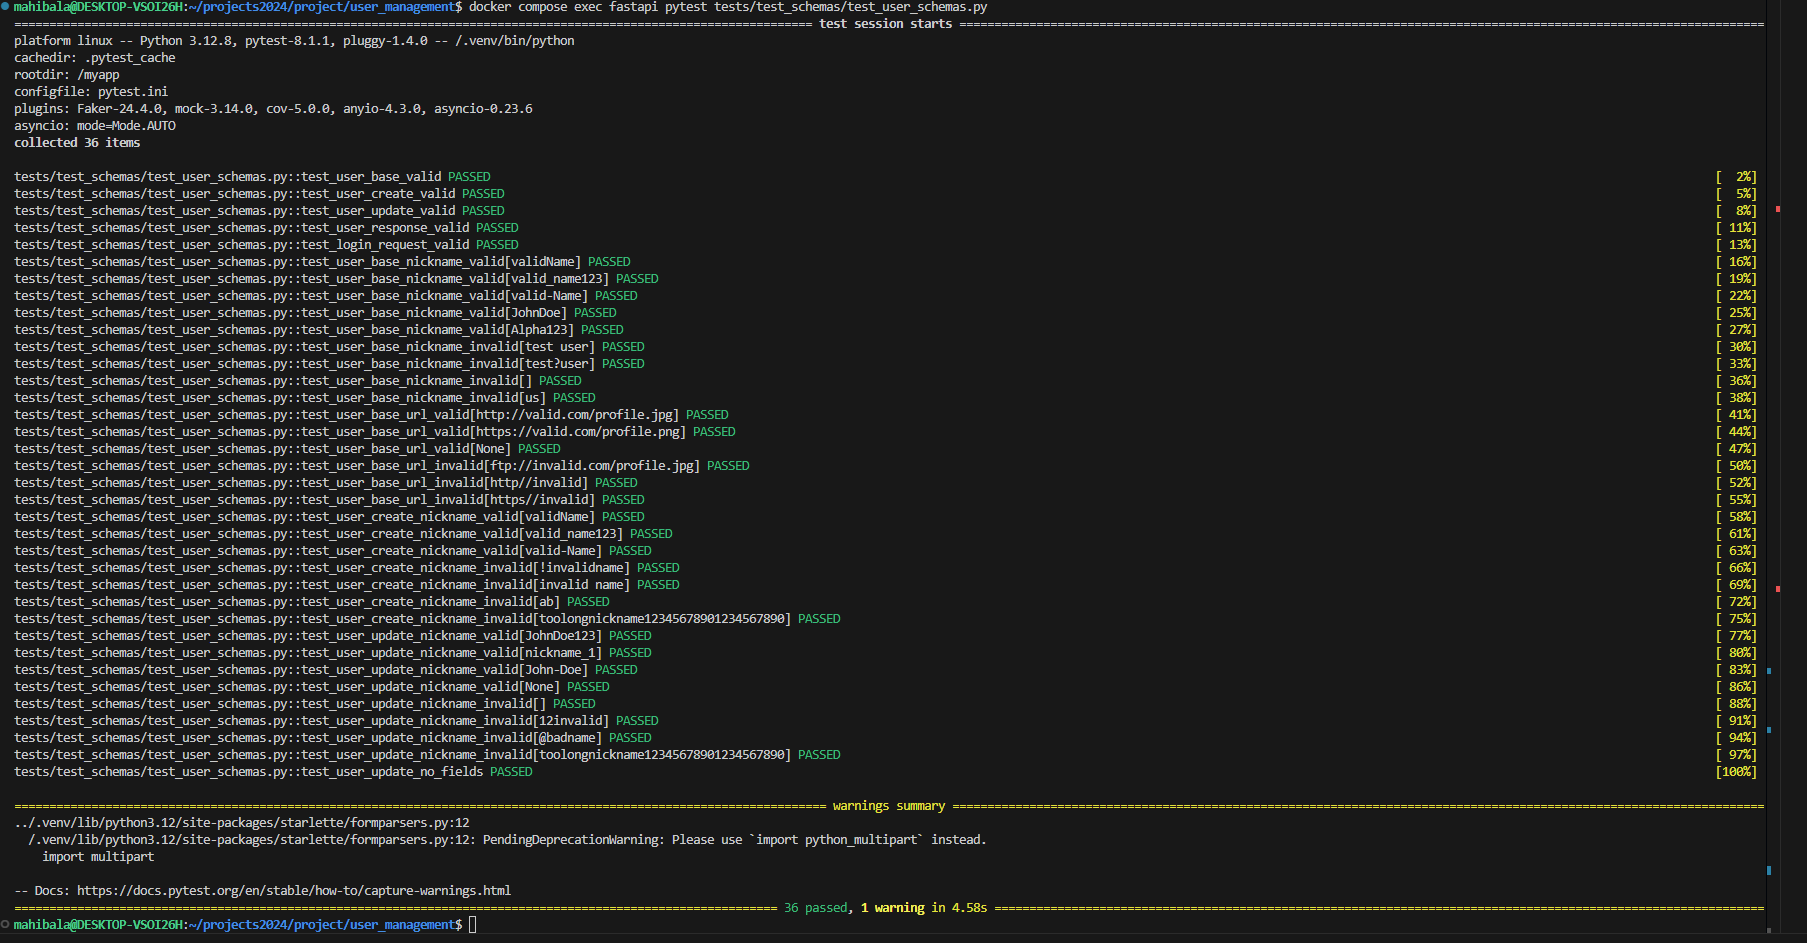 mahibala@DESKTOP-VSOI26H:~/projects2024/project/user_management$ docker compose exec fastapi pytest tests/test_schemas/test_user_schemas.py
test session starts
platform linux -- Python 3.12.8, pytest-8.1.1, pluggy-1.4.0 -- /.venv/bin/python
cachedir: .pytest_cache
rootdir: /myapp
configfile: pytest.ini
plugins: Faker-24.4.0, mock-3.14.0, cov-5.0.0, anyio-4.3.0, asyncio-0.23.6
asyncio: mode=Mode.AUTO
collected 36 items
tests/test_schemas/test_user_schemas.py::test_user_base_valid PASSED [  2%]
tests/test_schemas/test_user_schemas.py::test_user_create_valid PASSED [  5%]
tests/test_schemas/test_user_schemas.py::test_user_update_valid PASSED [  8%]
tests/test_schemas/test_user_schemas.py::test_user_response_valid PASSED [ 11%]
tests/test_schemas/test_user_schemas.py::test_login_request_valid PASSED [ 13%]
tests/test_schemas/test_user_schemas.py::test_user_base_nickname_valid[validName] PASSED [ 16%]
tests/test_schemas/test_user_schemas.py::test_user_base_nickname_valid[valid_name123] PASSED [ 19%]
tests/test_schemas/test_user_schemas.py::test_user_base_nickname_valid[valid-Name] PASSED [ 22%]
tests/test_schemas/test_user_schemas.py::test_user_base_nickname_valid[JohnDoe] PASSED [ 25%]
tests/test_schemas/test_user_schemas.py::test_user_base_nickname_valid[Alpha123] PASSED [ 27%]
tests/test_schemas/test_user_schemas.py::test_user_base_nickname_invalid[test user] PASSED [ 30%]
tests/test_schemas/test_user_schemas.py::test_user_base_nickname_invalid[test?user] PASSED [ 33%]
tests/test_schemas/test_user_schemas.py::test_user_base_nickname_invalid[] PASSED [ 36%]
tests/test_schemas/test_user_schemas.py::test_user_base_nickname_invalid[us] PASSED [ 38%]
tests/test_schemas/test_user_schemas.py::test_user_base_url_valid[http://valid.com/profile.jpg] PASSED [ 41%]
tests/test_schemas/test_user_schemas.py::test_user_base_url_valid[https://valid.com/profile.png] PASSED [ 44%]
tests/test_schemas/test_user_schemas.py::test_user_base_url_valid[None] PASSED [ 47%]
tests/test_schemas/test_user_schemas.py::test_user_base_url_invalid[ftp://invalid.com/profile.jpg] PASSED [ 50%]
tests/test_schemas/test_user_schemas.py::test_user_base_url_invalid[http//invalid] PASSED [ 52%]
tests/test_schemas/test_user_schemas.py::test_user_base_url_invalid[https//invalid] PASSED [ 55%]
tests/test_schemas/test_user_schemas.py::test_user_create_nickname_valid[validName] PASSED [ 58%]
tests/test_schemas/test_user_schemas.py::test_user_create_nickname_valid[valid_name123] PASSED [ 61%]
tests/test_schemas/test_user_schemas.py::test_user_create_nickname_valid[valid-Name] PASSED [ 63%]
tests/test_schemas/test_user_schemas.py::test_user_create_nickname_invalid[!invalidname] PASSED [ 66%]
tests/test_schemas/test_user_schemas.py::test_user_create_nickname_invalid[invalid name] PASSED [ 69%]
tests/test_schemas/test_user_schemas.py::test_user_create_nickname_invalid[ab] PASSED [ 72%]
tests/test_schemas/test_user_schemas.py::test_user_create_nickname_invalid[toolongnickname12345678901234567890] PASSED [ 75%]
tests/test_schemas/test_user_schemas.py::test_user_update_nickname_valid[JohnDoe123] PASSED [ 77%]
tests/test_schemas/test_user_schemas.py::test_user_update_nickname_valid[nickname_1] PASSED [ 80%]
tests/test_schemas/test_user_schemas.py::test_user_update_nickname_valid[John-Doe] PASSED [ 83%]
tests/test_schemas/test_user_schemas.py::test_user_update_nickname_valid[None] PASSED [ 86%]
tests/test_schemas/test_user_schemas.py::test_user_update_nickname_invalid[] PASSED [ 88%]
tests/test_schemas/test_user_schemas.py::test_user_update_nickname_invalid[12invalid] PASSED [ 91%]
tests/test_schemas/test_user_schemas.py::test_user_update_nickname_invalid[@badname] PASSED [ 94%]
tests/test_schemas/test_user_schemas.py::test_user_update_nickname_invalid[toolongnickname12345678901234567890] PASSED [ 97%]
tests/test_schemas/test_user_schemas.py::test_user_update_no_fields PASSED [100%]
warnings summary
../.venv/lib/python3.12/site-packages/starlette/formparsers.py:12
/.venv/lib/python3.12/site-packages/starlette/formparsers.py:12: PendingDeprecationWarning: Please use `import python_multipart` instead.
import multipart
-- Docs: https://docs.pytest.org/en/stable/how-to/capture-warnings.html
36 passed, 1 warning in 4.58s
mahibala@DESKTOP-VSOI26H:~/projects2024/project/user_management$